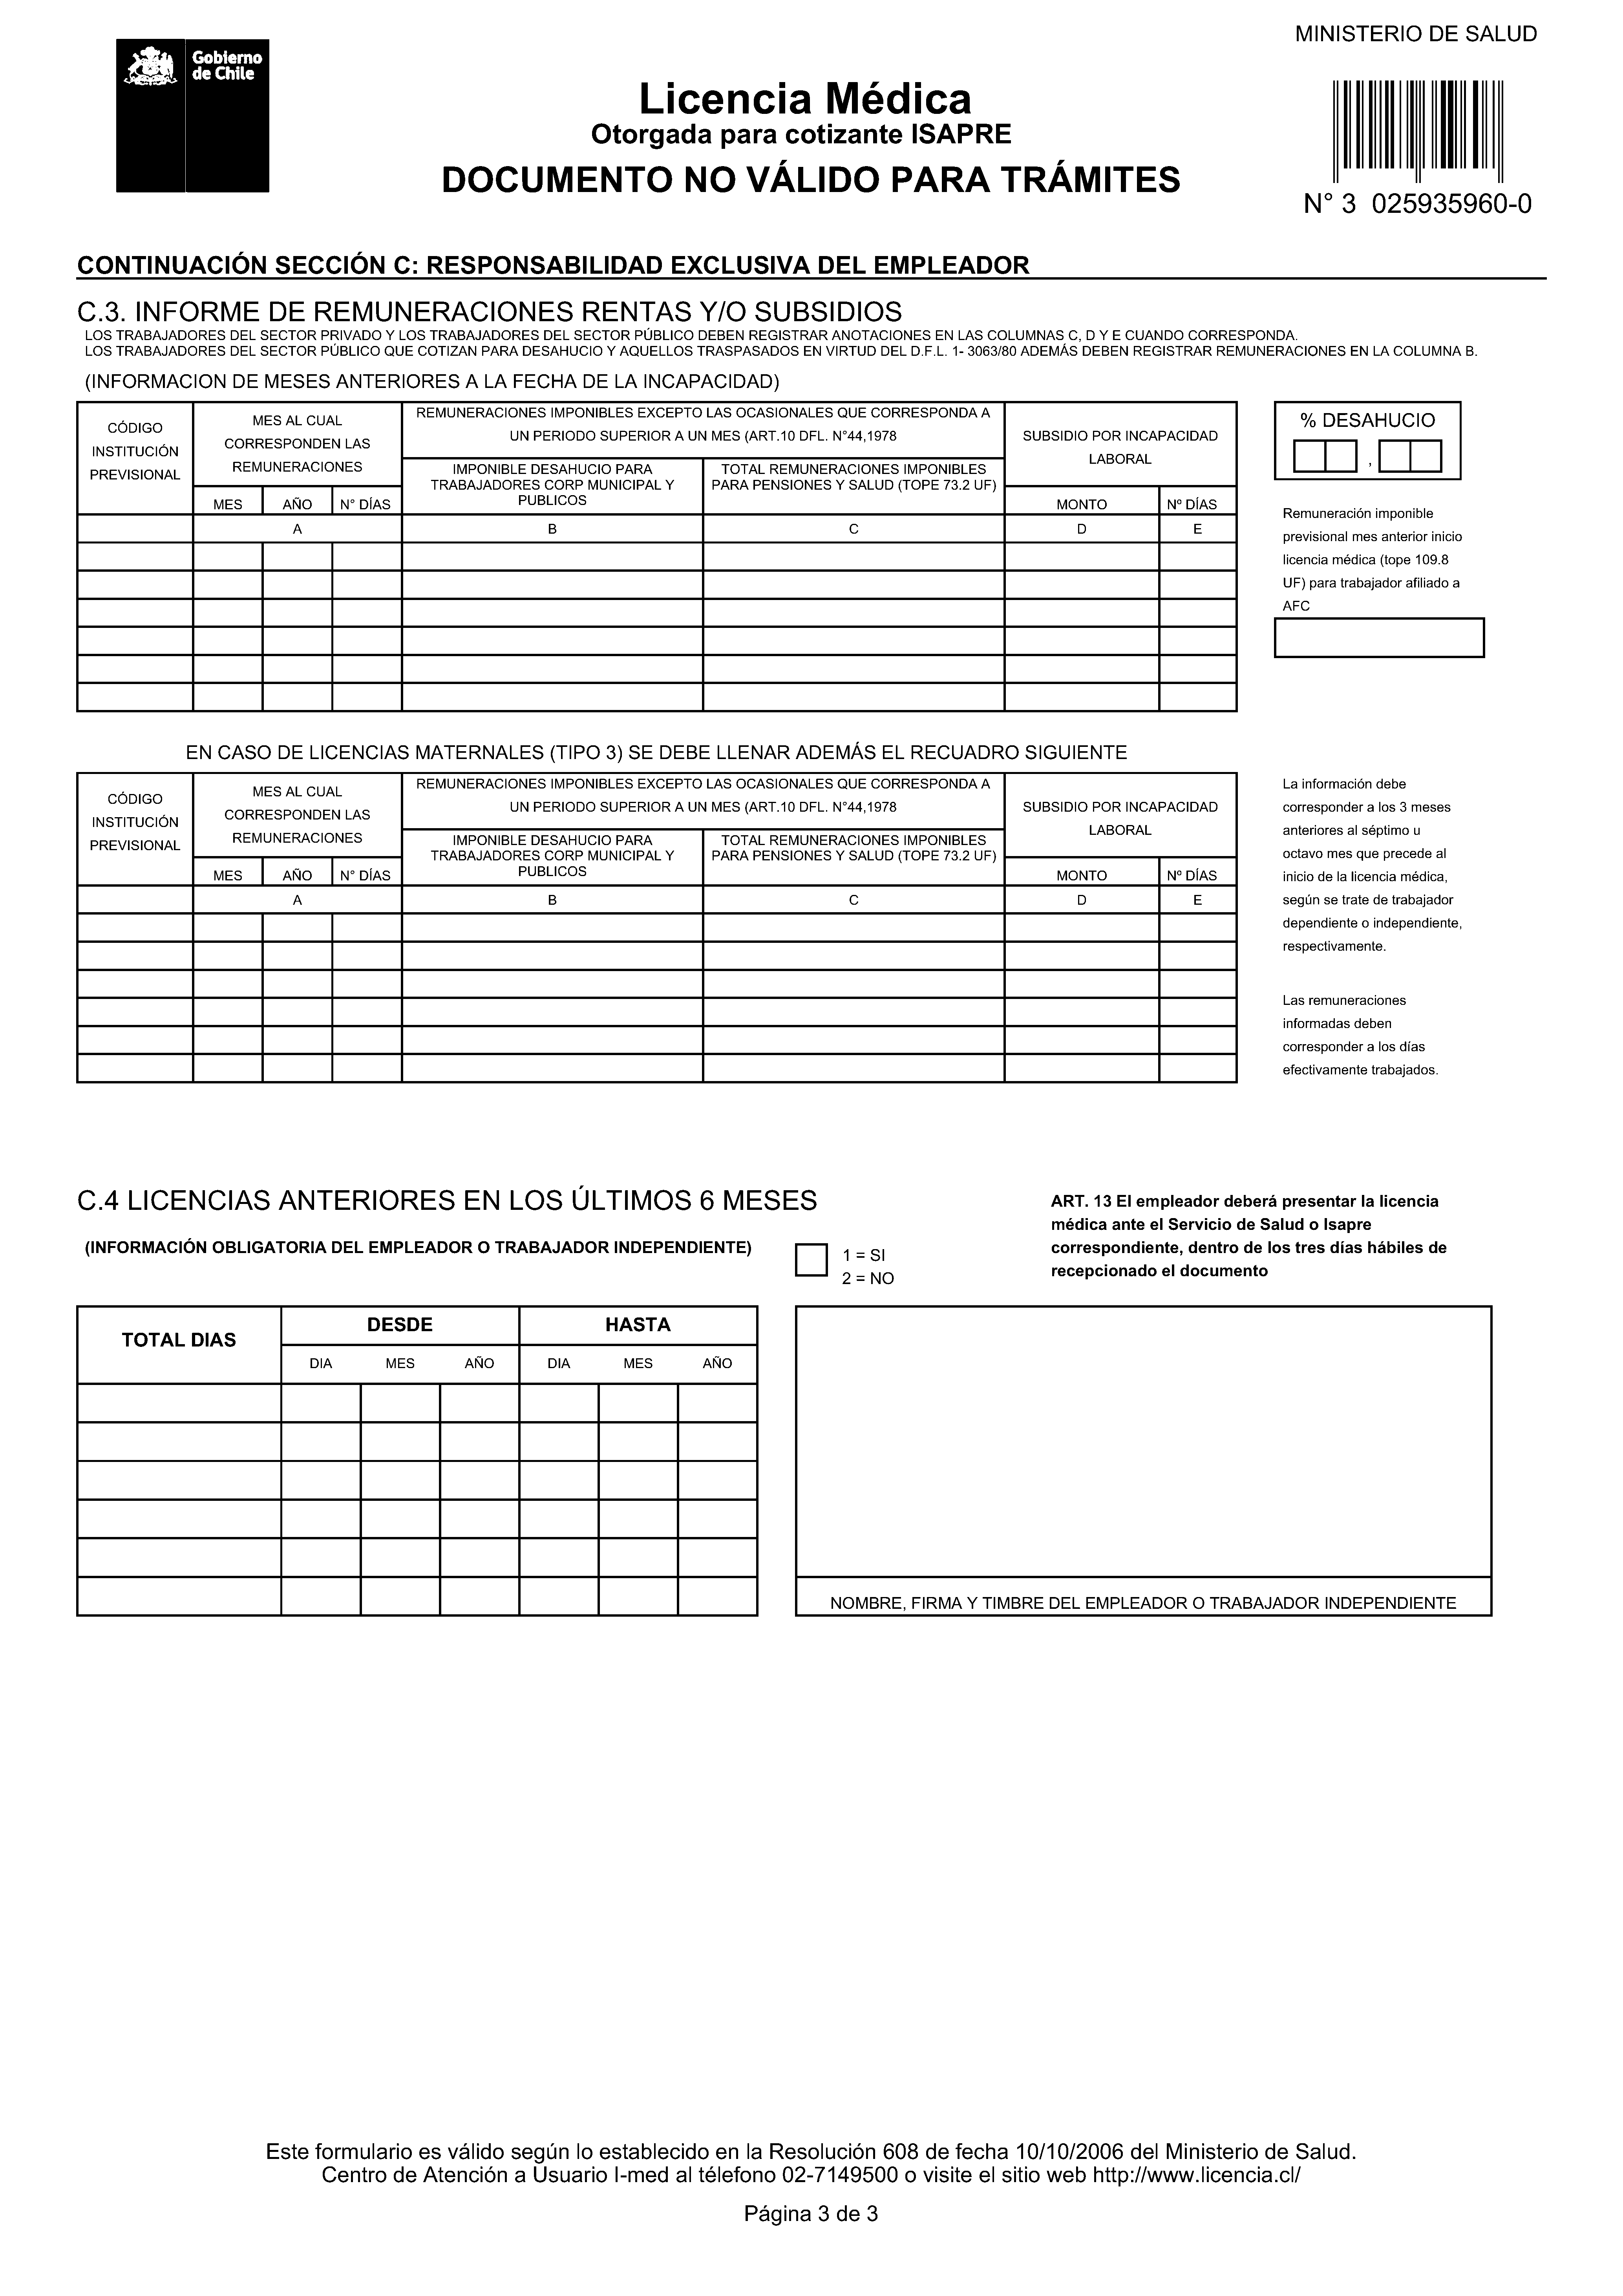 MINISTERIO DE SALUD
Gobierno
de Chile
Licencia Médica
Otorgada para cotizante ISAPRE
DOCUMENTO NO VÁLIDO PARA TRÁMITES
N° 3 025935960-0
CONTINUACIÓN SECCIÓN C: RESPONSABILIDAD EXCLUSIVA DEL EMPLEADOR
C.3. INFORME DE REMUNERACIONES RENTAS Y/O SUBSIDIOS
LOS TRABAJADORES DEL SECTOR PRIVADO Y LOS TRABAJADORES DEL SECTOR PÚBLICO DEBEN REGISTRAR ANOTACIONES EN LAS COLUMNAS C, D Y E CUANDO CORRESPONDA.
LOS TRABAJADORES DEL SECTOR PÚBLICO QUE COTIZAN PARA DESAHUCIO Y AQUELLOS TRASPASADOS EN VIRTUD DEL D.F.L. 1- 3063/80 ADEMÁS DEBEN REGISTRAR REMUNERACIONES EN LA COLUMNA B.
(INFORMACION DE MESES ANTERIORES A LA FECHA DE LA INCAPACIDAD)
CÓDIGO
INSTITUCIÓN
PREVISIONAL
MES AL CUAL
CORRESPONDEN LAS
REMUNERACIONES
REMUNERACIONES IMPONIBLES EXCEPTO LAS OCASIONALES QUE CORRESPONDA A
UN PERIODO SUPERIOR A UN MES (ART.10 DFL. N°44,1978
IMPONIBLE DESAHUCIO PARA
TRABAJADORES CORP MUNICIPAL Y
PUBLICOS
TOTAL REMUNERACIONES IMPONIBLES
PARA PENSIONES Y SALUD (TOPE 73.2 UF)
SUBSIDIO POR INCAPACIDAD
LABORAL
MES AÑO N° DÍAS
MONTO Nº DÍAS
A B C D E
% DESAHUCIO
,
Remuneración imponible
previsional mes anterior inicio
licencia médica (tope 109.8
UF) para trabajador afiliado a
AFC
EN CASO DE LICENCIAS MATERNALES (TIPO 3) SE DEBE LLENAR ADEMÁS EL RECUADRO SIGUIENTE
CÓDIGO
INSTITUCIÓN
PREVISIONAL
MES AL CUAL
CORRESPONDEN LAS
REMUNERACIONES
REMUNERACIONES IMPONIBLES EXCEPTO LAS OCASIONALES QUE CORRESPONDA A
UN PERIODO SUPERIOR A UN MES (ART.10 DFL. N°44,1978
IMPONIBLE DESAHUCIO PARA
TRABAJADORES CORP MUNICIPAL Y
PUBLICOS
TOTAL REMUNERACIONES IMPONIBLES
PARA PENSIONES Y SALUD (TOPE 73.2 UF)
SUBSIDIO POR INCAPACIDAD
LABORAL
MES AÑO N° DÍAS
MONTO Nº DÍAS
A B C D E
La información debe
corresponder a los 3 meses
anteriores al séptimo u
octavo mes que precede al
inicio de la licencia médica,
según se trate de trabajador
dependiente o independiente,
respectivamente.
Las remuneraciones
informadas deben
corresponder a los días
efectivamente trabajados.
C.4 LICENCIAS ANTERIORES EN LOS ÚLTIMOS 6 MESES
(INFORMACIÓN OBLIGATORIA DEL EMPLEADOR O TRABAJADOR INDEPENDIENTE)
1 = SI
2 = NO
ART. 13 El empleador deberá presentar la licencia
médica ante el Servicio de Salud o Isapre
correspondiente, dentro de los tres días hábiles de
recepcionado el documento
TOTAL DIAS
DESDE HASTA
DIA MES AÑO DIA MES AÑO
NOMBRE, FIRMA Y TIMBRE DEL EMPLEADOR O TRABAJADOR INDEPENDIENTE
Este formulario es válido según lo establecido en la Resolución 608 de fecha 10/10/2006 del Ministerio de Salud.
Centro de Atención a Usuario I-med al télefono 02-7149500 o visite el sitio web http://www.licencia.cl/
Página 3 de 3